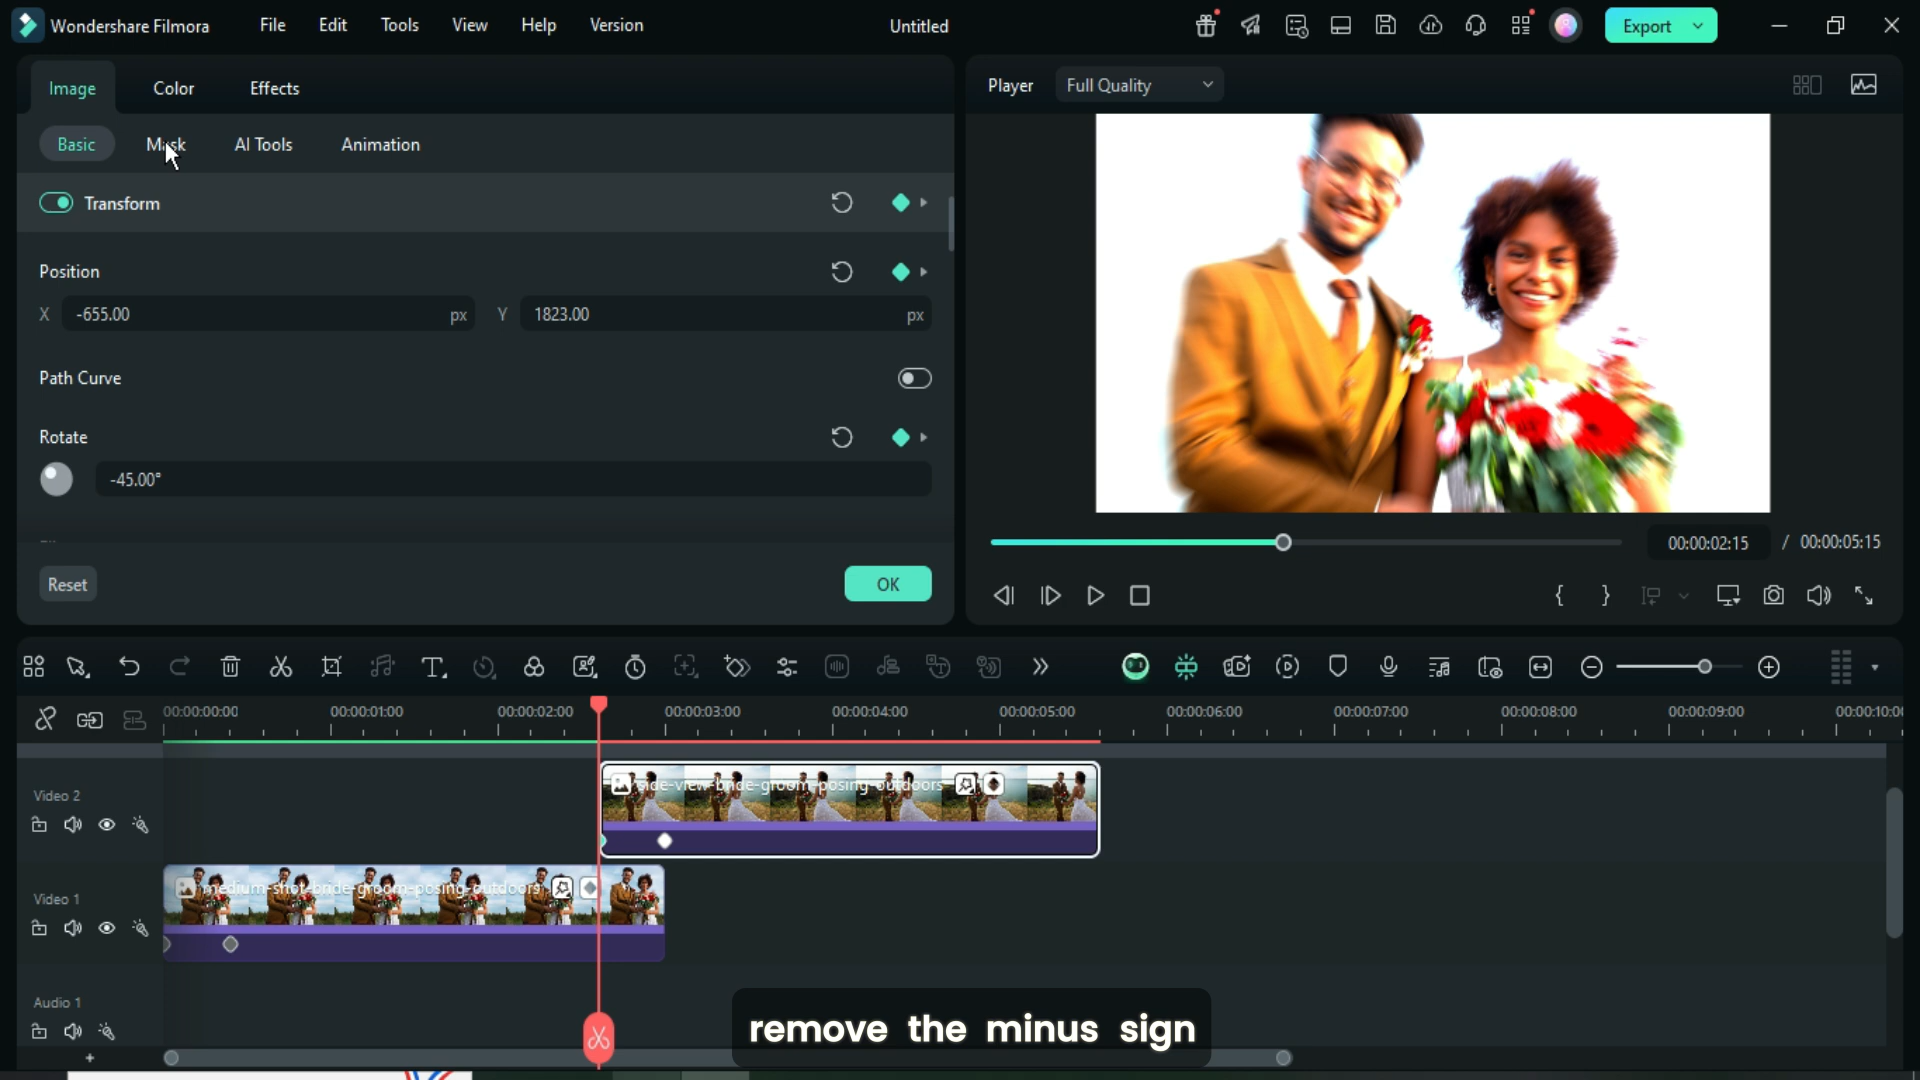 Wondershare Filmora
File
Edit
Tools
View
Help
Version
Untitled
Export
Image
Color
Effects
Player
Full Quality
Basic
Mask
AI Tools
Animation
Transform
Position
X
-655.00
px
Y
1823.00
px
Path Curve
Rotate
-45.00°
Reset
OK
00:00:02:15
/
00:00:05:15
00:00:00:00
00:00:01:00
00:00:02:00
00:00:03:00
00:00:04:00
00:00:05:00
00:00:06:00
00:00:07:00
00:00:08:00
00:00:09:00
00:00:10:0
Video 2
side-view-bride-groom-posing-outdoors
Video 1
medium-shot-bride-groom-posing-outdoors
Audio 1
remove the minus sign